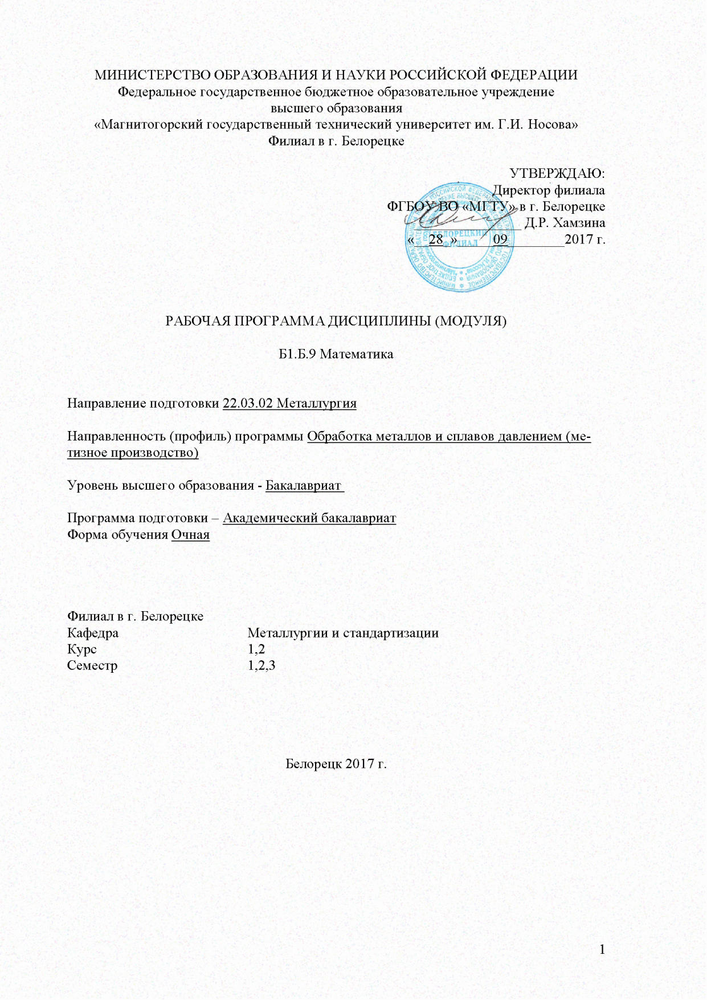 МИНИСТЕРСТВО ОБРАЗОВАНИЯ И НАУКИ РОССИЙСКОЙ ФЕДЕРАЦИИ
Федеральное государственное бюджетное образовательное учреждение
высшего образования
«Магнитогорский государственный технический университет им. Г.И. Носова»
Филиал в г. Белорецке
УТВЕРЖДАЮ:
Директор филиала
ФГБОУ ВО «МГТУ» в г. Белорецке
Д.Р. Хамзина
« 28 » 09 2017 г.
БЕЛОРЕЦКИЙ
ФИЛИАЛ
РАБОЧАЯ ПРОГРАММА ДИСЦИПЛИНЫ (МОДУЛЯ)
Б1.Б.9 Математика
Направление подготовки 22.03.02 Металлургия
Направленность (профиль) программы Обработка металлов и сплавов давлением (ме-
тизное производство)
Уровень высшего образования - Бакалавриат
Программа подготовки – Академический бакалавриат
Форма обучения Очная
Филиал в г. Белорецке
Кафедра Металлургии и стандартизации
Курс 1,2
Семестр 1,2,3
Белорецк 2017 г.
1